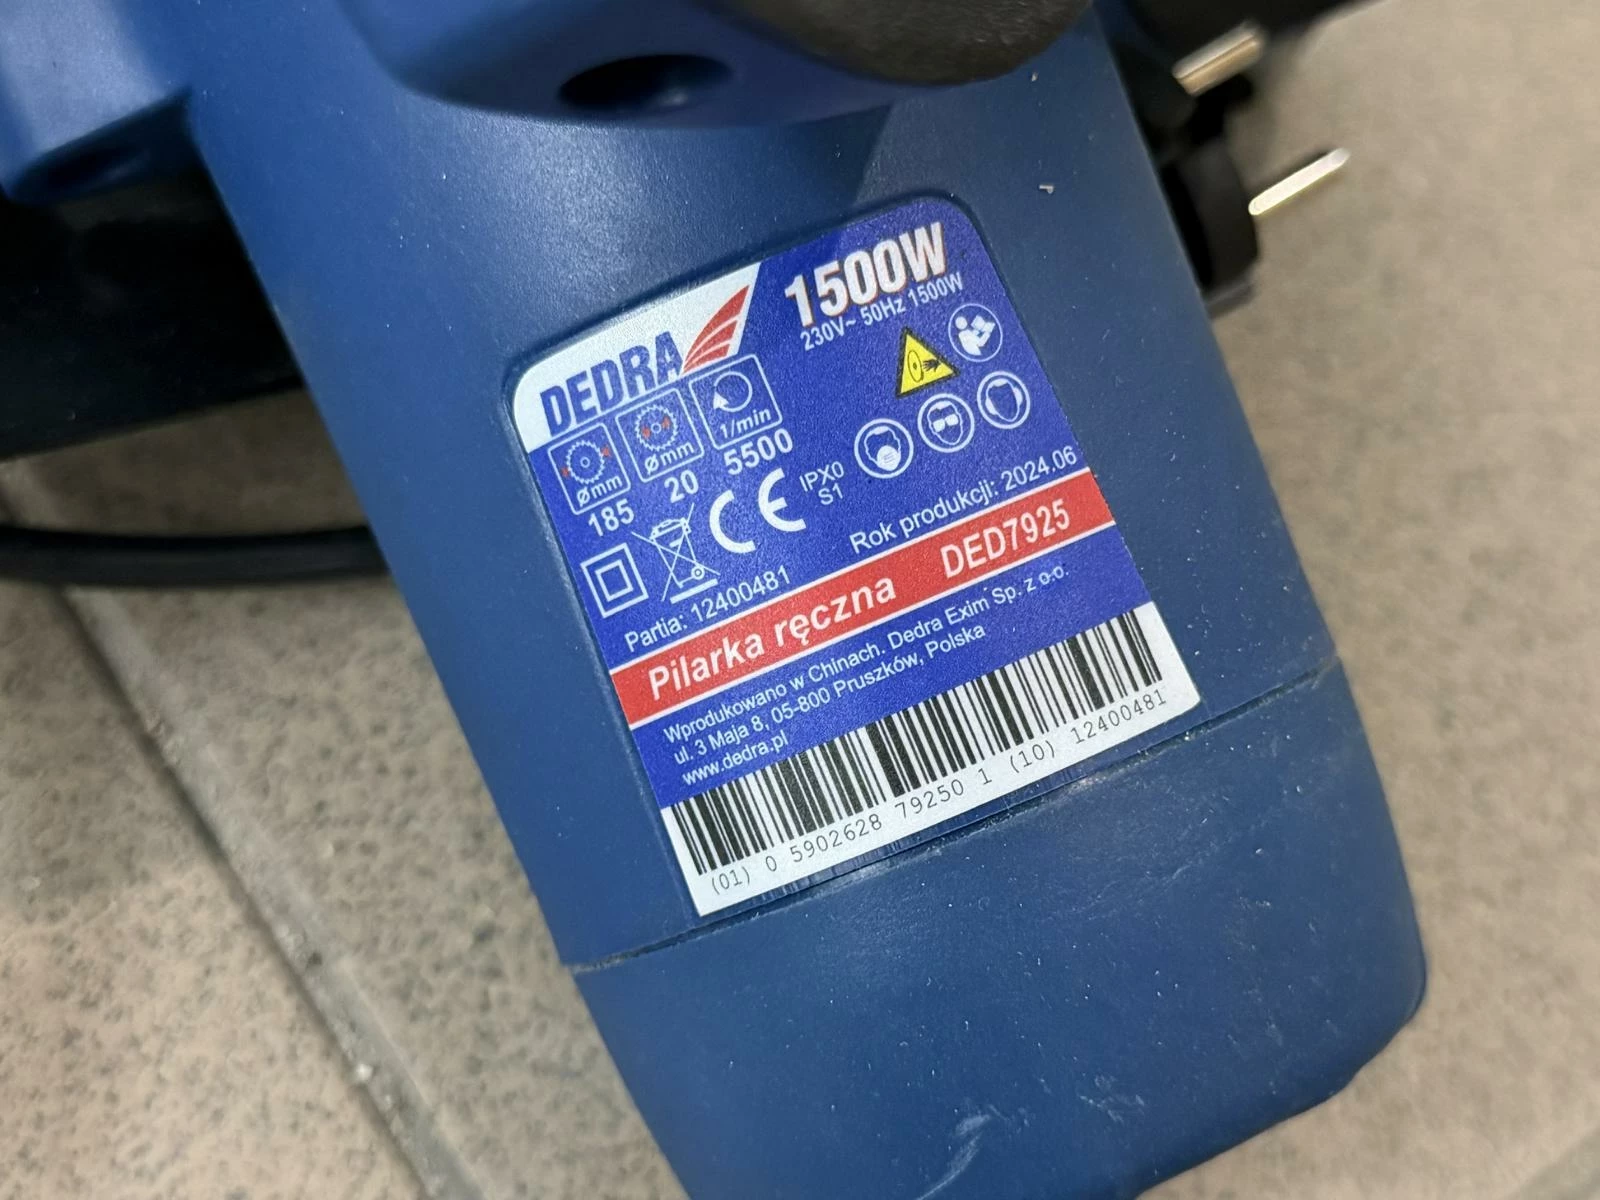 DEDRA
1500W
230V~ 50Hz 1500W
Ømm
Ømm
1/min
185
20
5500
CE
IPX0
S1
Partia: 12400481
Rok produkcji: 2024.06
Pilarka ręczna DED7925
Wprodukowano w Chinach. Dedra Exim Sp. z o.o.
ul. 3 Maja 8, 05-800 Pruszków, Polska
www.dedra.pl
(01) 0 5902628 79250 1 (10) 12400481